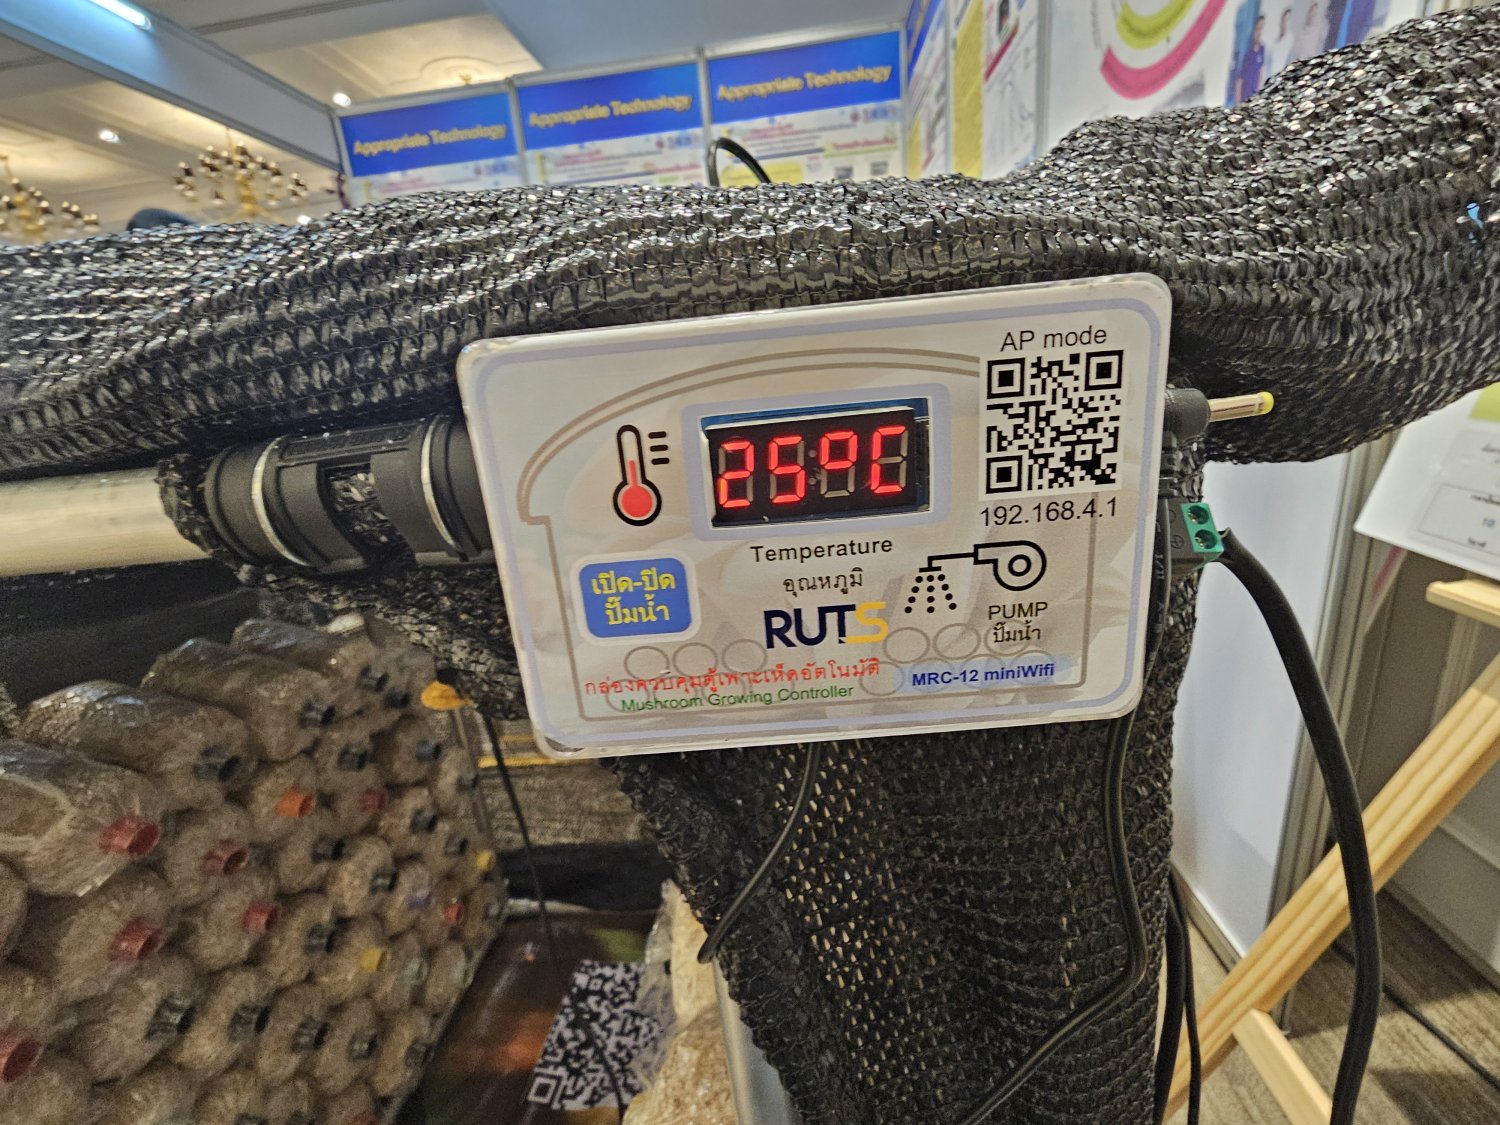 Appropriate Technology
Appropriate Technology
Appropriate Technology
AP mode
25°C
192.168.4.1
Temperature
อุณหภูมิ
เปิด-ปิด
ปั๊มน้ำ
RUTS
PUMP
ปั๊มน้ำ
กล่องควบคุมตู้เพาะเห็ดอัตโนมัติ
Mushroom Growing Controller
MRC-12 miniWifi